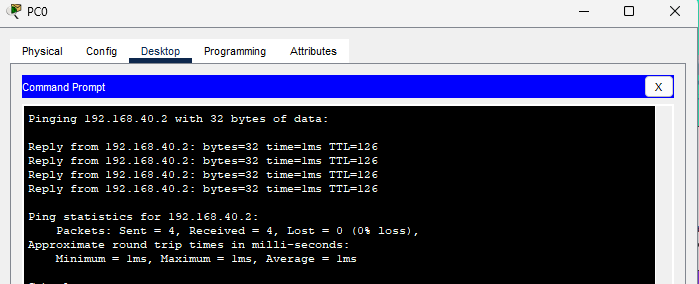 PC0
Physical Config Desktop Programming Attributes
Command Prompt X
Pinging 192.168.40.2 with 32 bytes of data:
Reply from 192.168.40.2: bytes=32 time=1ms TTL=126
Reply from 192.168.40.2: bytes=32 time=1ms TTL=126
Reply from 192.168.40.2: bytes=32 time=1ms TTL=126
Reply from 192.168.40.2: bytes=32 time=1ms TTL=126
Ping statistics for 192.168.40.2:
Packets: Sent = 4, Received = 4, Lost = 0 (0% loss),
Approximate round trip times in milli-seconds:
Minimum = 1ms, Maximum = 1ms, Average = 1ms